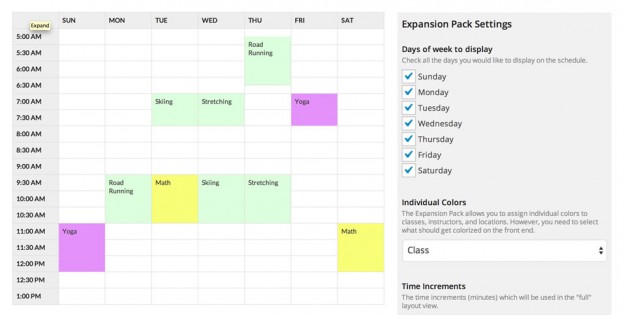 SUN MON TUE WED THU FRI SAT
Expand
5:00 AM
Road
Running
5:30 AM
6:00 AM
6:30 AM
7:00 AM Skiing Stretching Yoga
7:30 AM
8:00 AM
8:30 AM
9:00 AM
9:30 AM Road Math Skiing Stretching
Running
10:00 AM
10:30 AM
11:00 AM Yoga Math
11:30 AM
12:00 PM
12:30 PM
1:00 PM
Expansion Pack Settings
Days of week to display
Check all the days you would like to display on the schedule.
Sunday
Monday
Tuesday
Wednesday
Thursday
Friday
Saturday
Individual Colors
The Expansion Pack allows you to assign individual colors to
classes, instructors, and locations. However, you need to select
what should get colorized on the front end.
Class
Time Increments
The time increments (minutes) which will be used in the "full"
layout view.